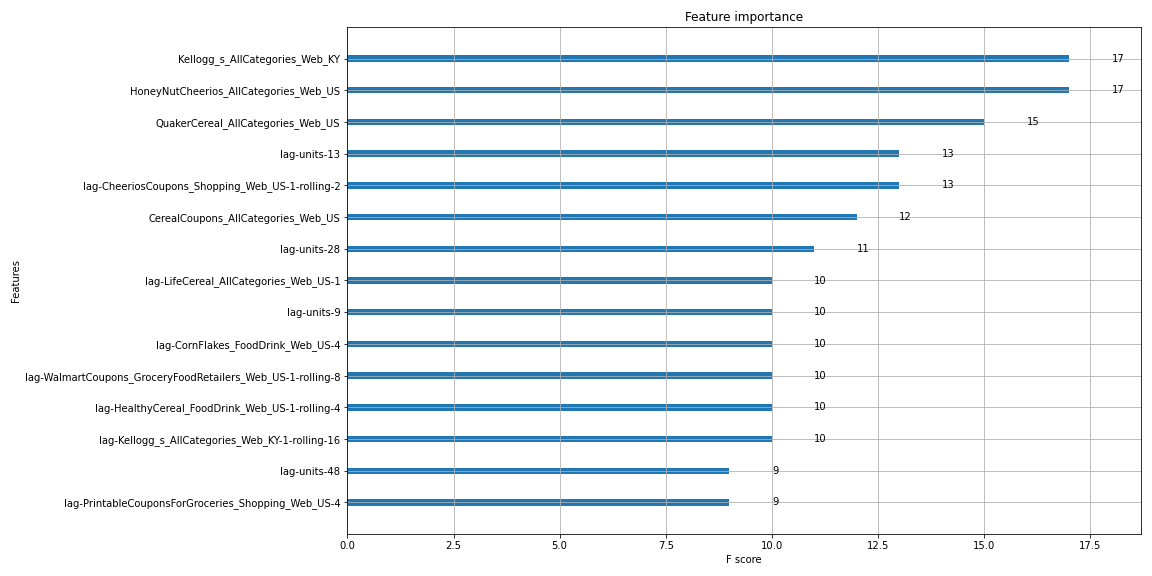 Feature importance
Features
Kellogg_s_AllCategories_Web_KY 17
HoneyNutCheerios_AllCategories_Web_US 17
QuakerCereal_AllCategories_Web_US 15
lag-units-13 13
lag-CheeriosCoupons_Shopping_Web_US-1-rolling-2 13
CerealCoupons_AllCategories_Web_US 12
lag-units-28 11
lag-LifeCereal_AllCategories_Web_US-1 10
lag-units-9 10
lag-CornFlakes_FoodDrink_Web_US-4 10
lag-WalmartCoupons_GroceryFoodRetailers_Web_US-1-rolling-8 10
lag-HealthyCereal_FoodDrink_Web_US-1-rolling-4 10
lag-Kellogg_s_AllCategories_Web_KY-1-rolling-16 10
lag-units-48 9
lag-PrintableCouponsForGroceries_Shopping_Web_US-4 9
0.0 2.5 5.0 7.5 10.0 12.5 15.0 17.5
F score